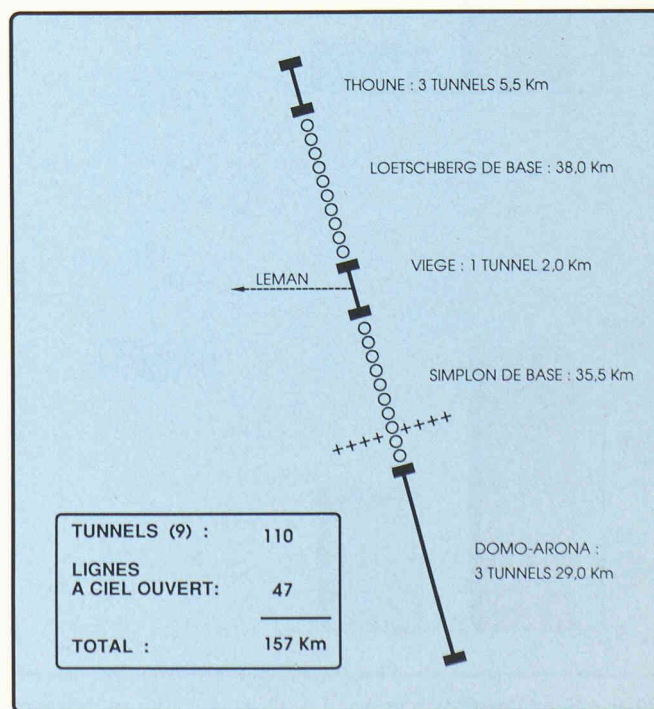 THOUNE : 3 TUNNELS 5,5 Km
LOETSCHBERG DE BASE : 38,0 Km
VIEGE : 1 TUNNEL 2,0 Km
LEMAN
SIMPLON DE BASE : 35,5 Km
DOMO-ARONA :
3 TUNNELS 29,0 Km
TUNNELS (9) : 110
LIGNES
A CIEL OUVERT: 47
TOTAL : 157 Km